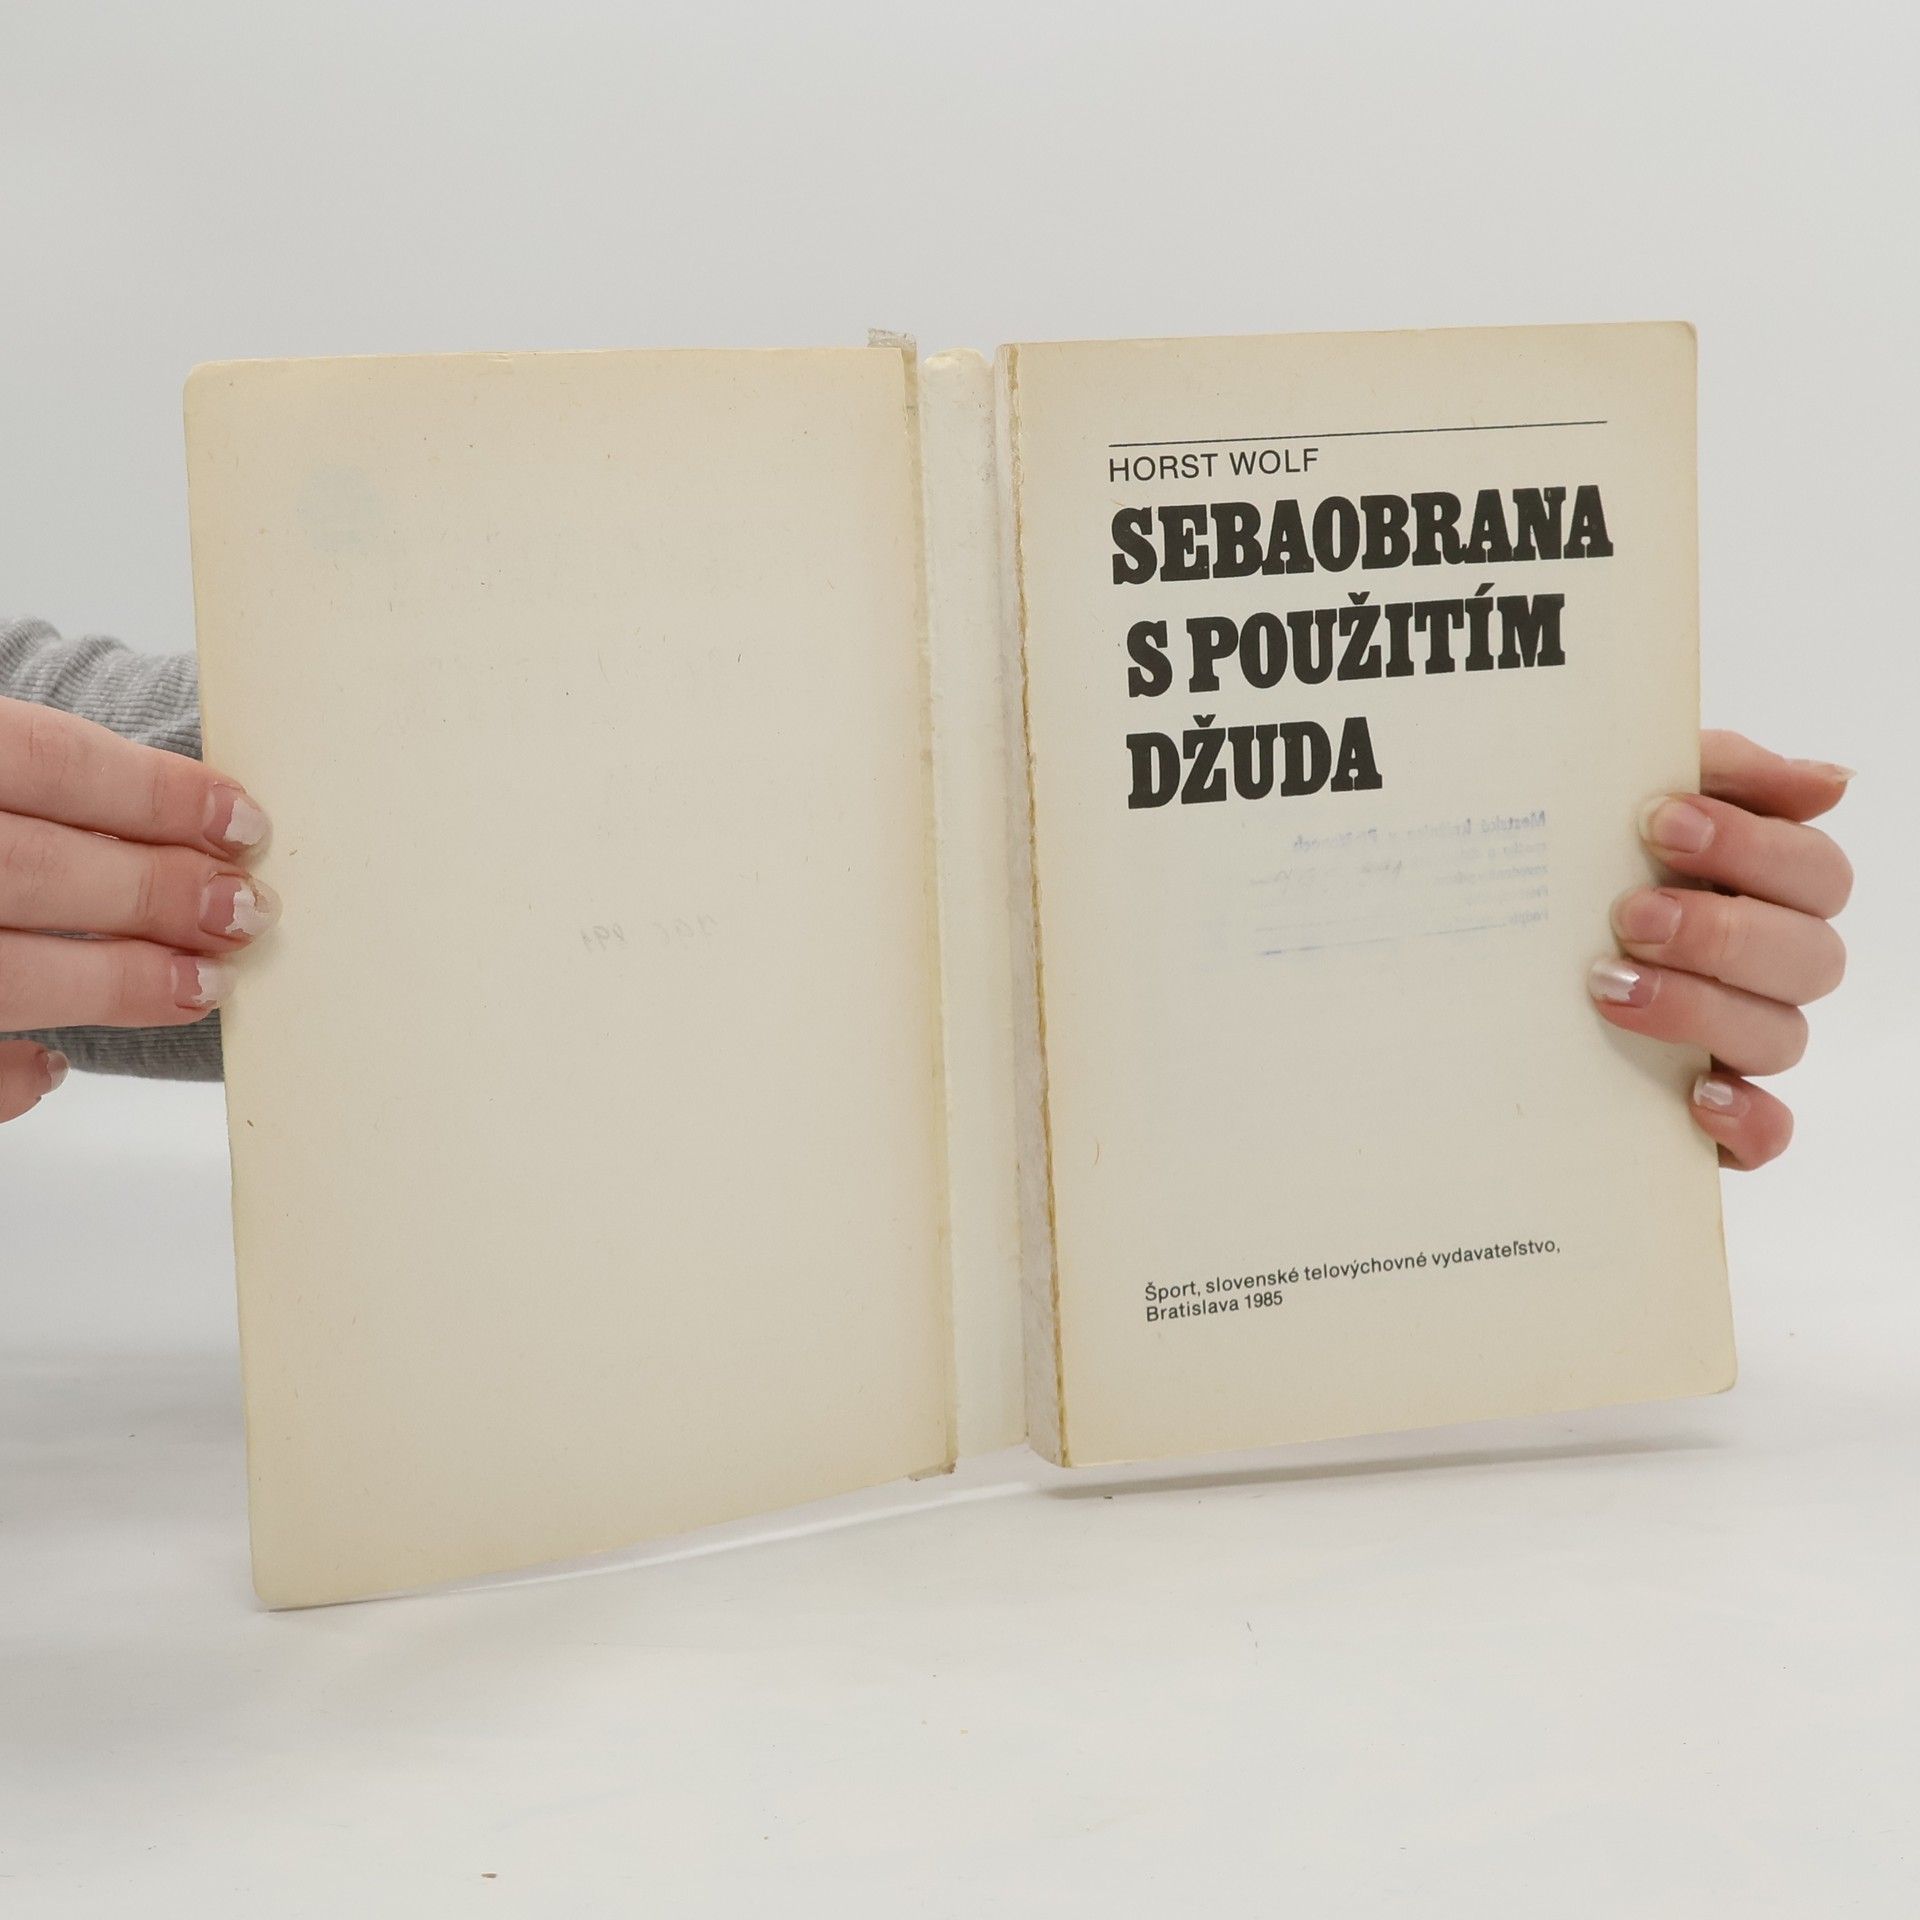 HORST WOLF
SEBAOBRANA
S POUŽITÍM
DŽUDA
Šport, slovenské telovýchovné vydavateľstvo,
Bratislava 1985